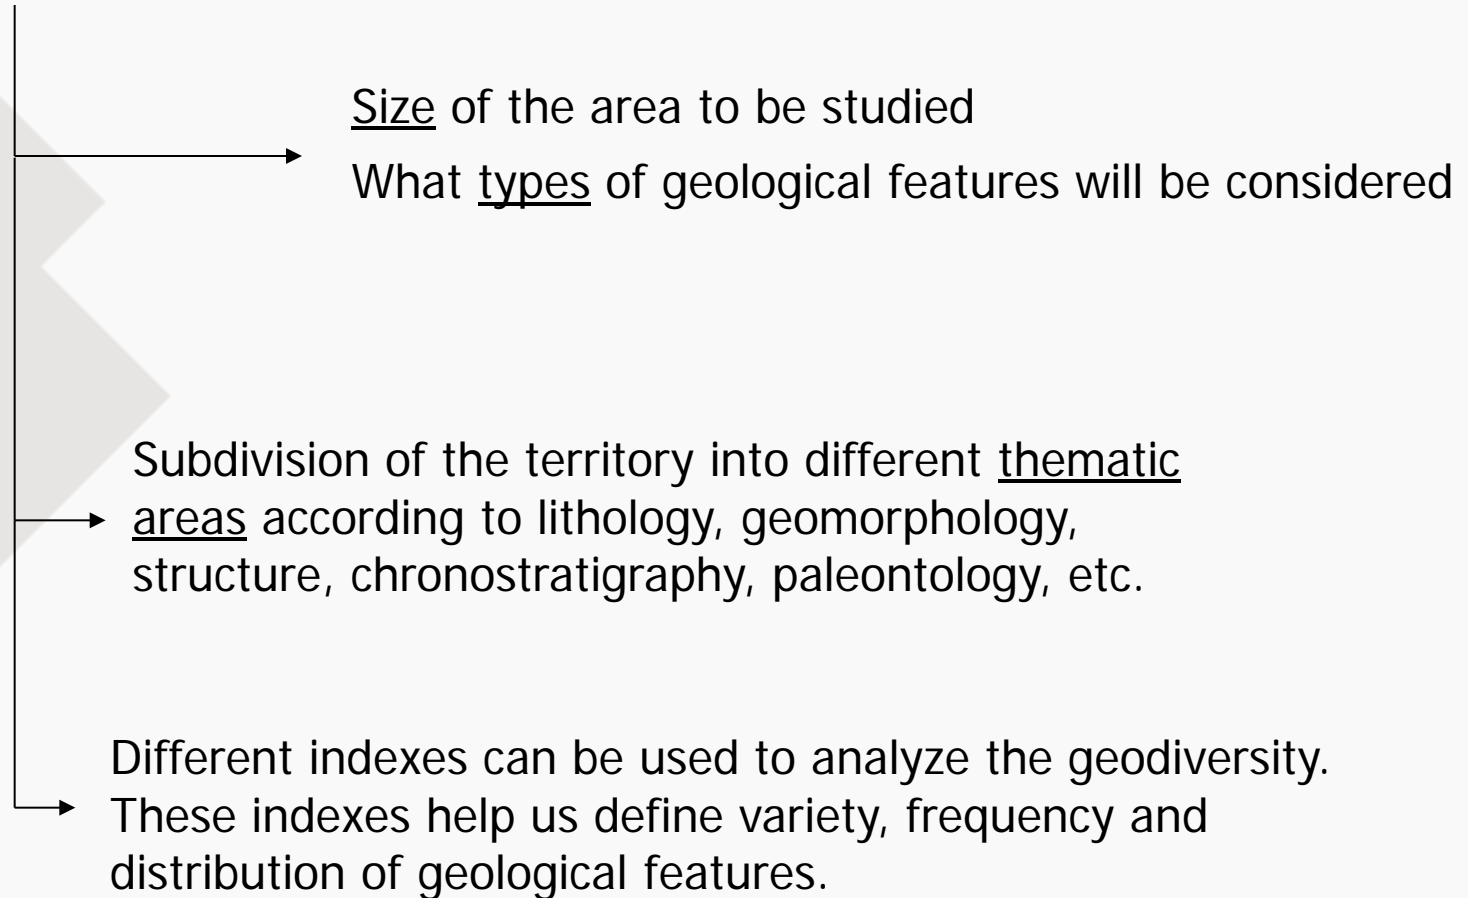 Size of the area to be studied
What types of geological features will be considered
Subdivision of the territory into different thematic
areas according to lithology, geomorphology,
structure, chronostratigraphy, paleontology, etc.
Different indexes can be used to analyze the geodiversity.
These indexes help us define variety, frequency and
distribution of geological features.